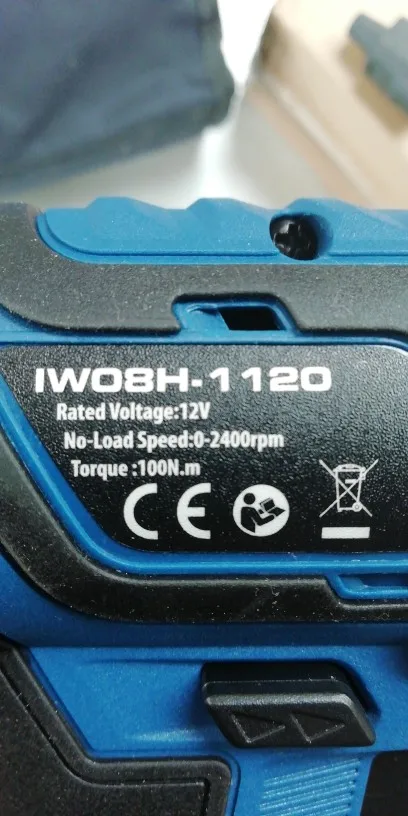 IW08H-1120
Rated Voltage:12V
No-Load Speed:0-2400rpm
Torque :100N.m
CE